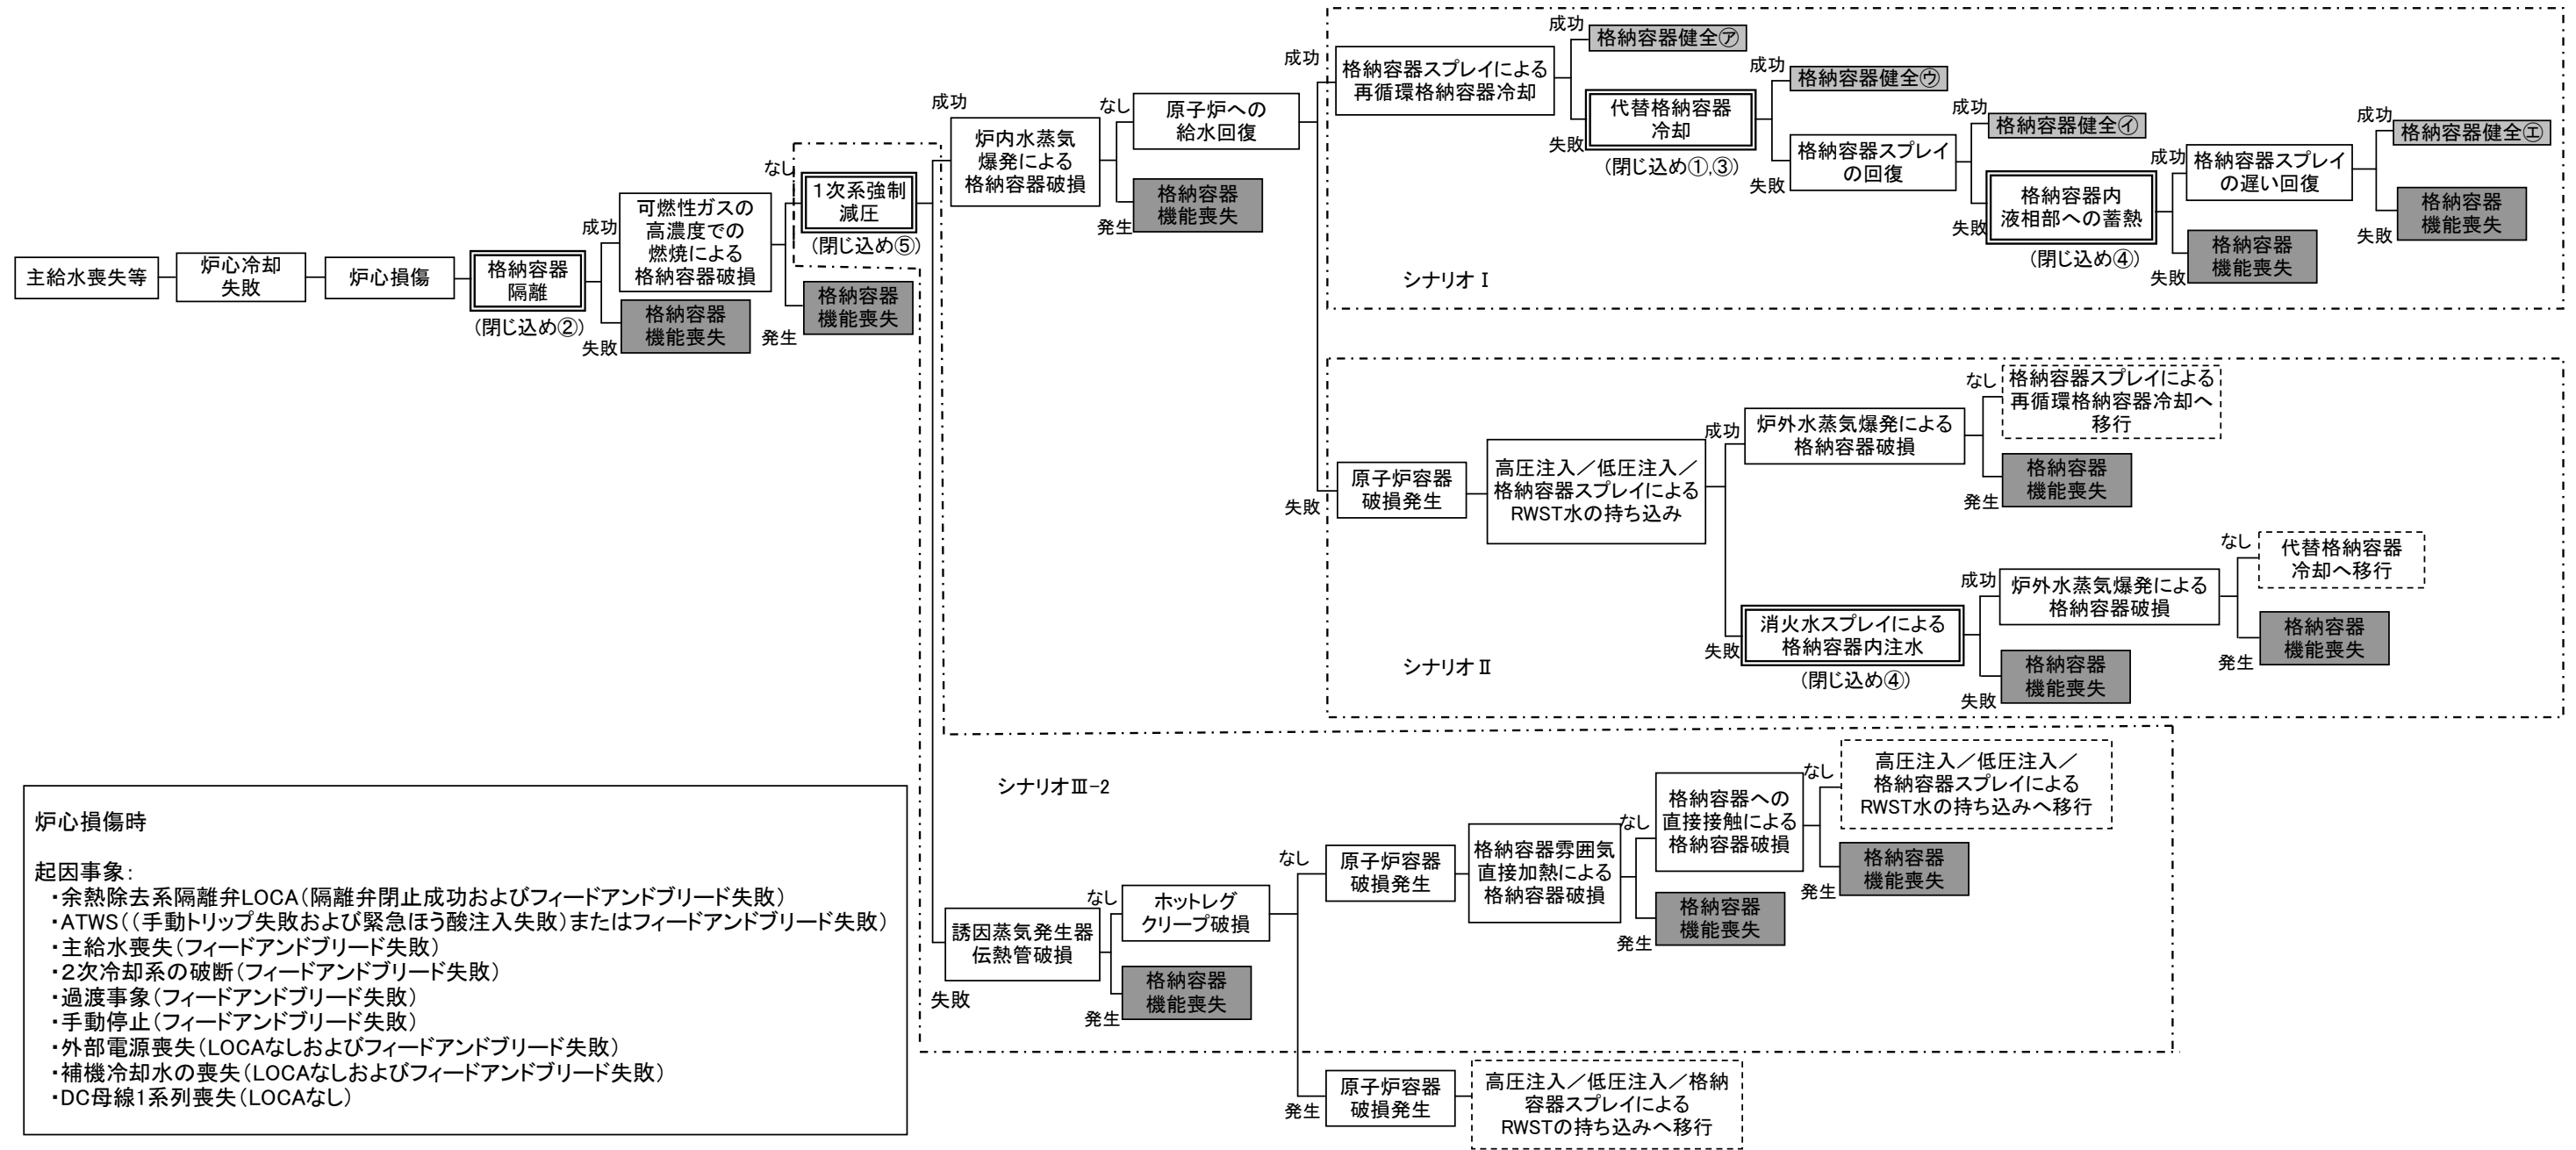 主給水喪失等
炉心冷却
失敗
炉心損傷
格納容器
隔離
(閉じ込め②)
成功
失敗
可燃性ガスの
高濃度での
燃焼による
格納容器破損
格納容器
機能喪失
なし
発生
1次系強制
減圧
(閉じ込め⑤)
格納容器
機能喪失
成功
失敗
炉内水蒸気
爆発による
格納容器破損
なし
発生
原子炉への
給水回復
格納容器
機能喪失
成功
失敗
格納容器スプレイによる
再循環格納容器冷却
成功
失敗
格納容器健全㋐
代替格納容器
冷却
(閉じ込め①,③)
成功
失敗
格納容器健全㋒
格納容器スプレイ
の回復
成功
失敗
格納容器健全㋑
格納容器内
液相部への蓄熱
(閉じ込め④)
成功
失敗
格納容器スプレイ
の遅い回復
格納容器
機能喪失
成功
失敗
格納容器健全㋓
格納容器
機能喪失
シナリオⅠ
原子炉容器
破損発生
高圧注入／低圧注入／
格納容器スプレイによる
RWST水の持ち込み
成功
失敗
炉外水蒸気爆発による
格納容器破損
なし
発生
格納容器スプレイによる
再循環格納容器冷却へ
移行
格納容器
機能喪失
消火水スプレイによる
格納容器内注水
(閉じ込め④)
成功
失敗
炉外水蒸気爆発による
格納容器破損
格納容器
機能喪失
なし
発生
代替格納容器
冷却へ移行
格納容器
機能喪失
シナリオⅡ
シナリオⅢ-2
誘因蒸気発生器
伝熱管破損
なし
発生
ホットレグ
クリープ破損
格納容器
機能喪失
なし
発生
原子炉容器
破損発生
格納容器雰囲気
直接加熱による
格納容器破損
なし
発生
格納容器への
直接接触による
格納容器破損
格納容器
機能喪失
なし
発生
高圧注入／低圧注入／
格納容器スプレイによる
RWST水の持ち込みへ移行
格納容器
機能喪失
原子炉容器
破損発生
高圧注入／低圧注入／格納
容器スプレイによる
RWSTの持ち込みへ移行
炉心損傷時
起因事象：
・余熱除去系隔離弁LOCA（隔離弁閉止成功およびフィードアンドブリード失敗）
・ATWS（（手動トリップ失敗および緊急ほう酸注入失敗）またはフィードアンドブリード失敗）
・主給水喪失（フィードアンドブリード失敗）
・2次冷却系の破断（フィードアンドブリード失敗）
・過渡事象（フィードアンドブリード失敗）
・手動停止（フィードアンドブリード失敗）
・外部電源喪失（LOCAなしおよびフィードアンドブリード失敗）
・補機冷却水の喪失（LOCAなしおよびフィードアンドブリード失敗）
・DC母線1系列喪失（LOCAなし）